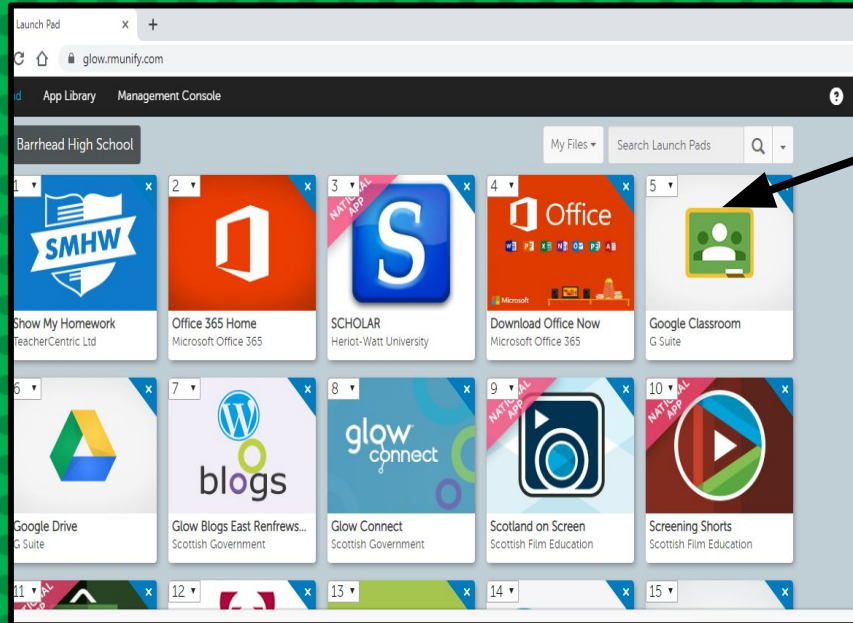 Launch Pad x +
glow.rmunify.com
App Library Management Console ?
Barrhead High School My Files Search Launch Pads
1 x 2 x 3 x 4 x 5 x
NATIONAL APP
SMHW
S
Office
Microsoft
Show My Homework Office 365 Home SCHOLAR Download Office Now Google Classroom
TeacherCentric Ltd Microsoft Office 365 Heriot-Watt University Microsoft Office 365 G Suite
6 x 7 x 8 x 9 x 10 x
NATIONAL APP NATIONAL APP
blogs
glow connect
Google Drive Glow Blogs East Renfrews... Glow Connect Scotland on Screen Screening Shorts
G Suite Scottish Government Scottish Government Scottish Film Education Scottish Film Education
11 x 12 x 13 x 14 x 15 x